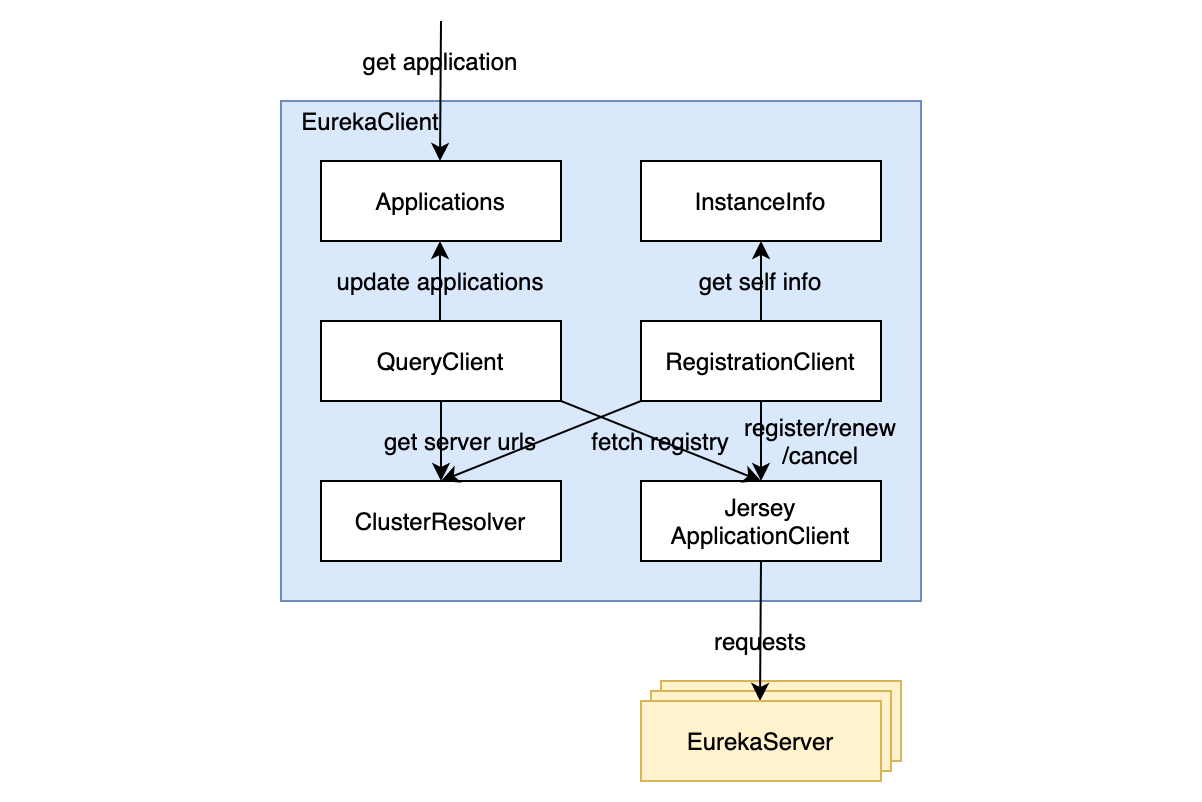 get application
EurekaClient
Applications
InstanceInfo
update applications
get self info
QueryClient
RegistrationClient
get server urls
fetch registry
register/renew
/cancel
ClusterResolver
Jersey
ApplicationClient
requests
EurekaServer